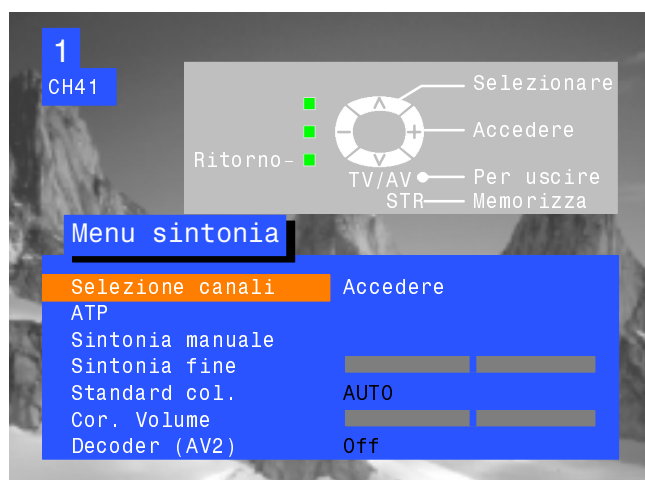 1
CH41
Selezionare
Accedere
Ritorno
TV/AV Per uscire
STR Memorizza
Menu sintonia
Selezione canali Accedere
ATP
Sintonia manuale
Sintonia fine
Standard col. AUTO
Cor. Volume
Decoder (AV2) Off